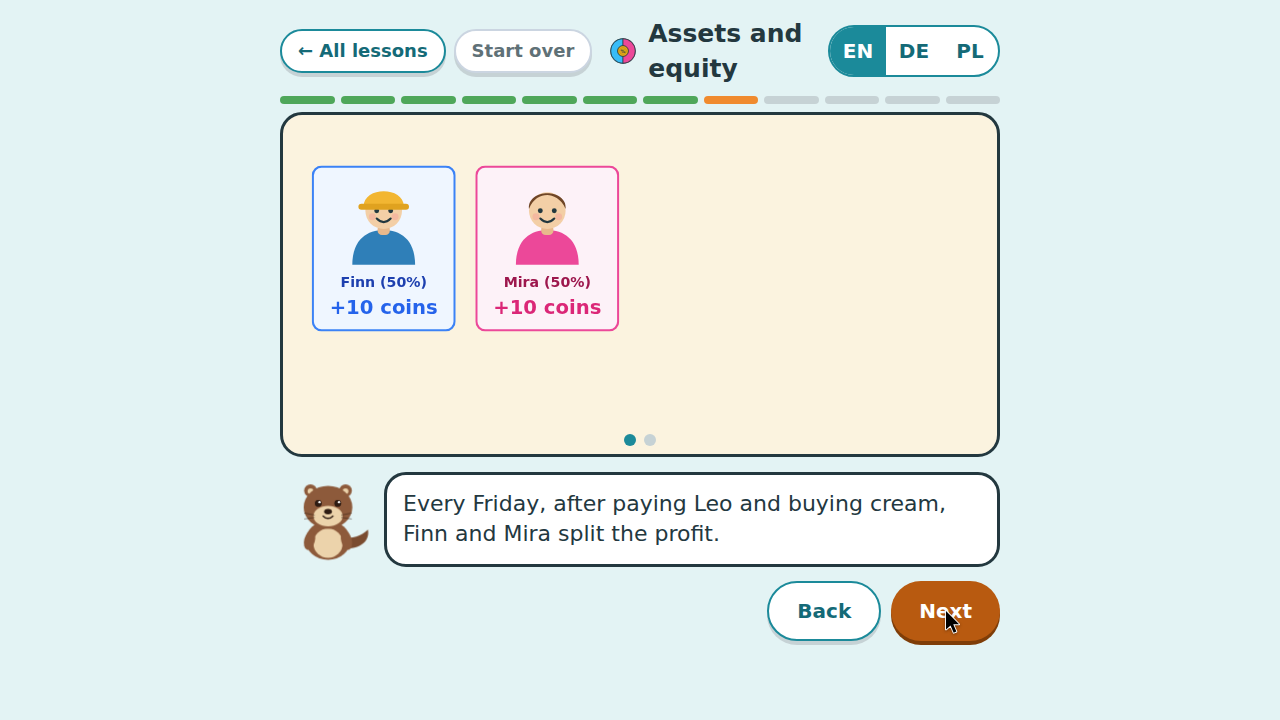 ← All lessons
Start over
Assets and
equity
EN
DE
PL
Finn (50%)
+10 coins
Mira (50%)
+10 coins
Every Friday, after paying Leo and buying cream,
Finn and Mira split the profit.
Back
Next